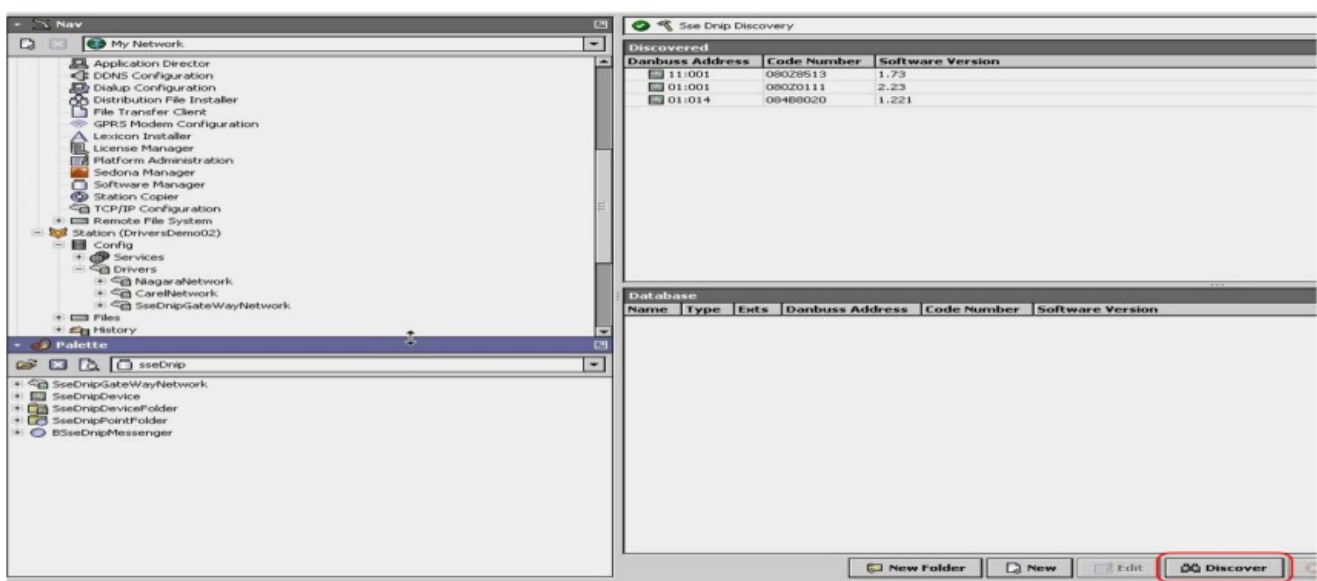 Nav
My Network
Application Director
DDNS Configuration
Dialup Configuration
Distribution File Installer
File Transfer Client
GPRS Modem Configuration
Lexicon Installer
License Manager
Platform Administration
Sedona Manager
Software Manager
Station Copier
TCP/IP Configuration
Remote File System
Station (DriversDemo02)
Config
Services
Drivers
NiagaraNetwork
CarelNetwork
SseDnipGateWayNetwork
Files
History
Palette
sseDnip
SseDnipGateWayNetwork
SseDnipDevice
SseDnipDeviceFolder
SseDnipPointFolder
BSseDnipMessenger
Sse Dnip Discovery
Discovered
Danbuss Address Code Number Software Version
11:001 080Z8513 1.73
01:001 080Z0111 2.23
01:014 084B8020 1.221
Database
Name Type Exts Danbuss Address Code Number Software Version
New Folder New Edit Discover